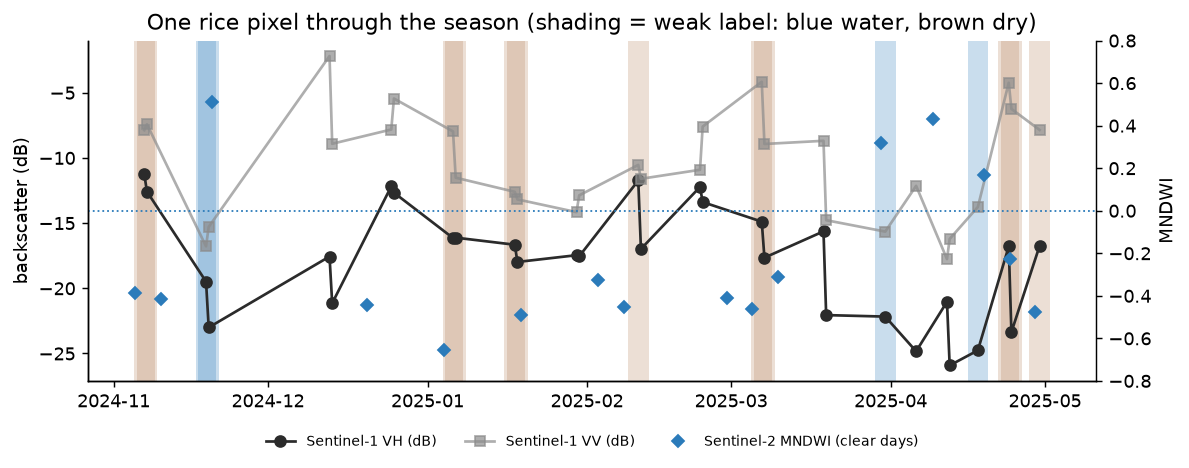 One rice pixel through the season (shading = weak label: blue water, brown dry)
backscatter (dB)
−5
−10
−15
−20
−25
0.8
0.6
0.4
0.2
0.0
−0.2
−0.4
−0.6
−0.8
MNDWI
2024-11 2024-12 2025-01 2025-02 2025-03 2025-04 2025-05
Sentinel-1 VH (dB) Sentinel-1 VV (dB) Sentinel-2 MNDWI (clear days)